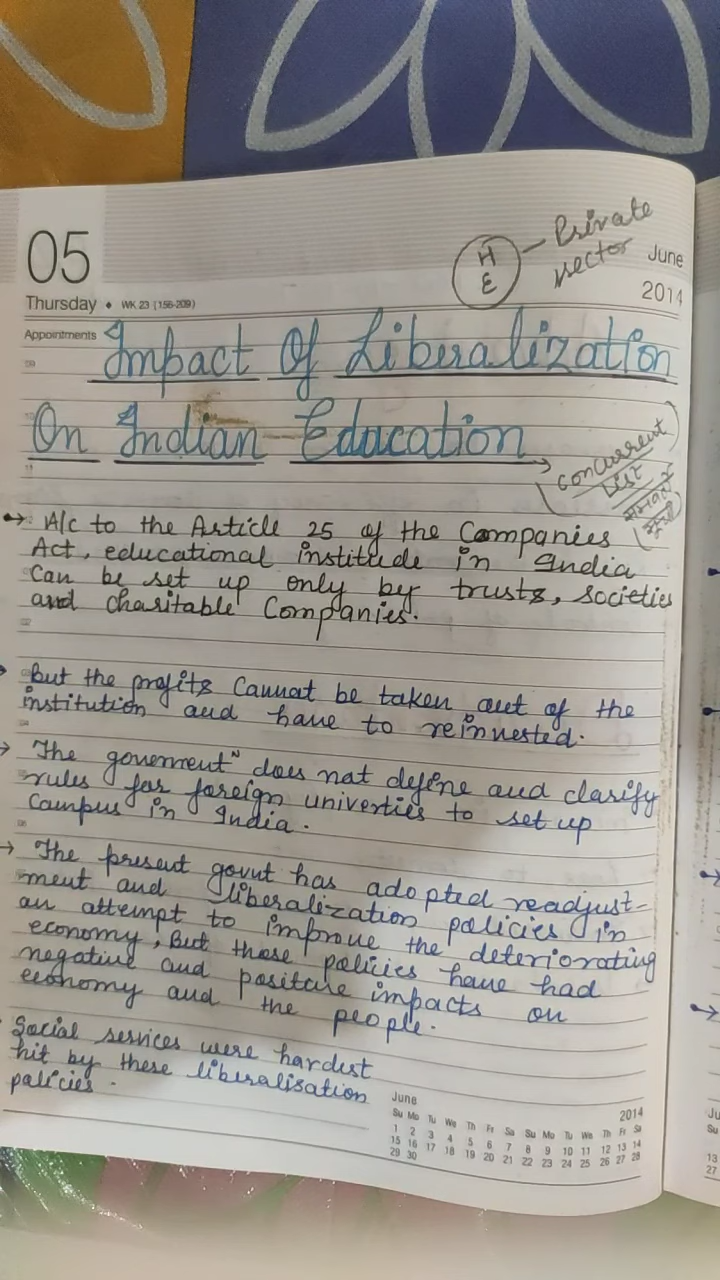 05
Thursday • WK 23 (156-209)
H
E
– Private
sector
June
2014
Appointments
Impact Of Liberalization
On Indian Education
→ (concurrent
List
09
→ A/c to the Article 25 of the Companies
Act, educational institude in India
Can be set up only by trusts, societies
and charitable Companies.
→ But the profits Cannot be taken out of the
institution and have to reinvested.
→ The government does not define and clarify
rules for foreign univerties to set up
Campus in India.
→ The present govnt has adopted readjust-
ment and liberalization policies in
an attempt to improve the deteriorating
economy, But these policies have had
negative and positive impacts on
economy and the people.
Social services were hardest
hit by these liberalisation
policies.
June 2014
Su Mo Tu We Th Fr Sa Su Mo Tu We Th Fr Sa
1 2 3 4 5 6 7 8 9 10 11 12 13 14
15 16 17 18 19 20 21 22 23 24 25 26 27 28
29 30
Ju
Su
13
27